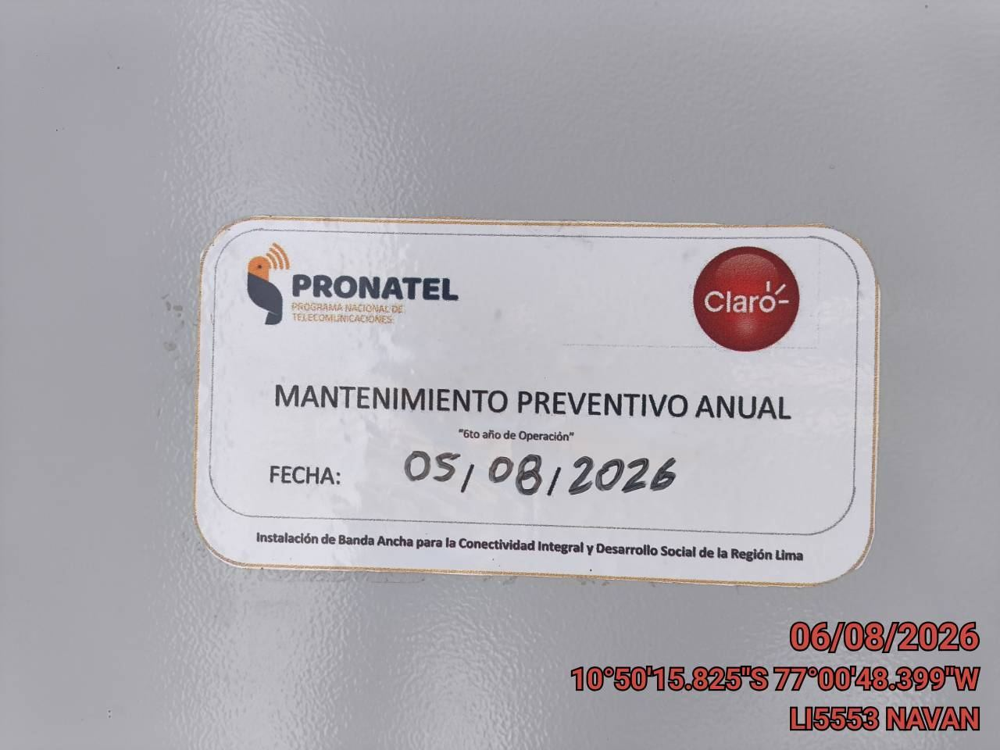 PRONATEL
PROGRAMA NACIONAL DE
TELECOMUNICACIONES
Claro
MANTENIMIENTO PREVENTIVO ANUAL
"6to año de Operación"
FECHA: 05/08/2026
Instalación de Banda Ancha para la Conectividad Integral y Desarrollo Social de la Región Lima
06/08/2026
10°50'15.825"S 77°00'48.399"W
LI5553 NAVAN